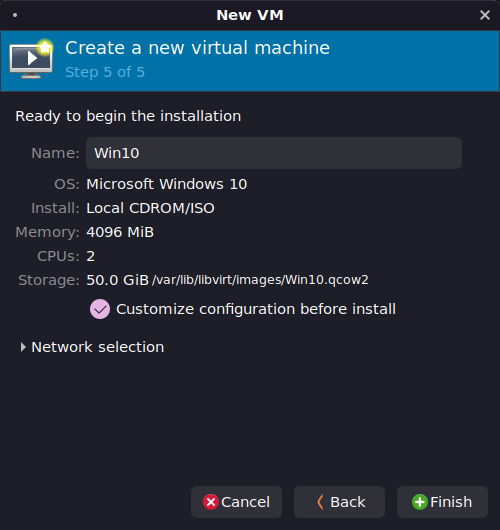 New VM
Create a new virtual machine
Step 5 of 5
Ready to begin the installation
Name: Win10
OS: Microsoft Windows 10
Install: Local CDROM/ISO
Memory: 4096 MiB
CPUs: 2
Storage: 50.0 GiB /var/lib/libvirt/images/Win10.qcow2
Customize configuration before install
Network selection
Cancel Back Finish